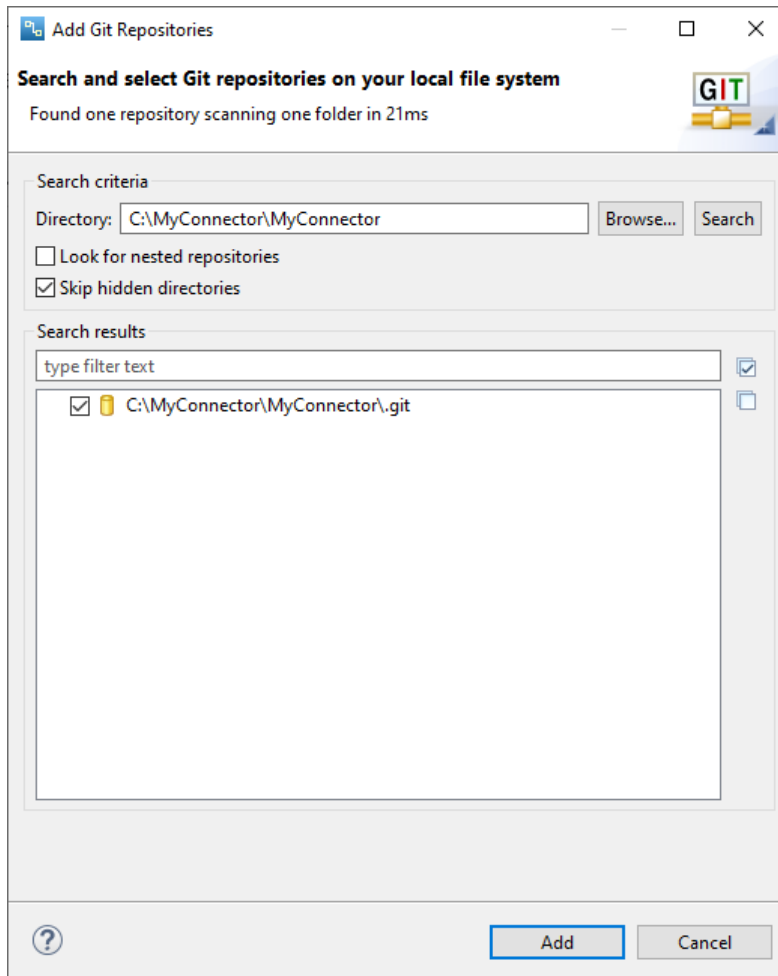 Add Git Repositories
Search and select Git repositories on your local file system
Found one repository scanning one folder in 21ms
GIT
Search criteria
Directory: C:\MyConnector\MyConnector Browse... Search
Look for nested repositories
Skip hidden directories
Search results
type filter text
C:\MyConnector\MyConnector\.git
? Add Cancel